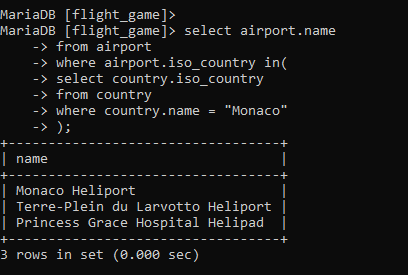 MariaDB [flight_game]>
MariaDB [flight_game]> select airport.name
    -> from airport
    -> where airport.iso_country in(
    -> select country.iso_country
    -> from country
    -> where country.name = "Monaco"
    -> );
+----------------------------------+
| name                             |
+----------------------------------+
| Monaco Heliport                  |
| Terre-Plein du Larvotto Heliport |
| Princess Grace Hospital Helipad  |
+----------------------------------+
3 rows in set (0.000 sec)